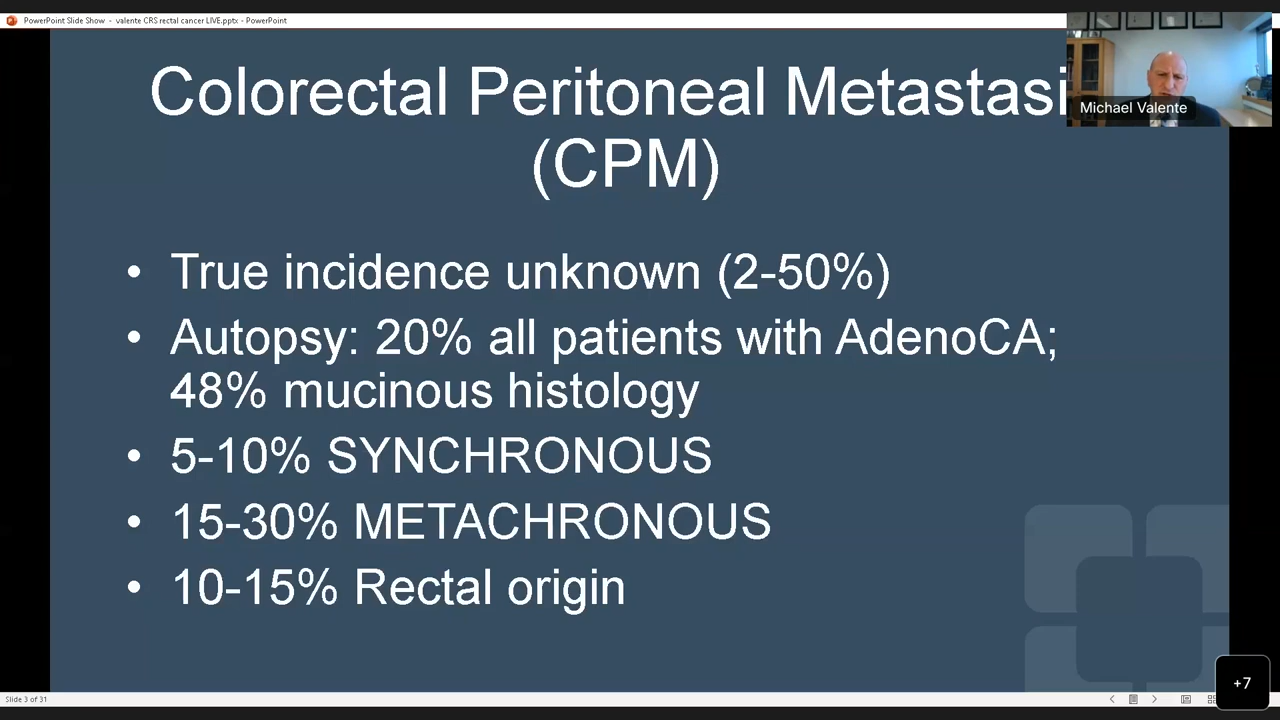 PowerPoint Slide Show - valente CRS rectal cancer LIVE.pptx - PowerPoint
Colorectal Peritoneal Metastasi
(CPM)
Michael Valente
• True incidence unknown (2-50%)
• Autopsy: 20% all patients with AdenoCA;
48% mucinous histology
• 5-10% SYNCHRONOUS
• 15-30% METACHRONOUS
• 10-15% Rectal origin
Slide 3 of 31
+7